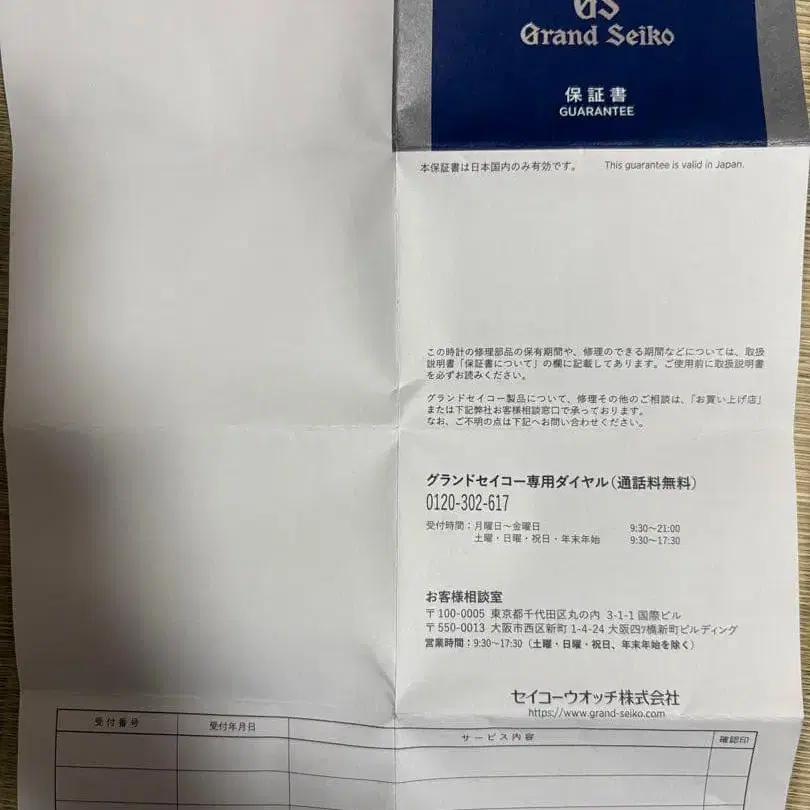 GS
Grand Seiko
保証書
GUARANTEE
本保証書は日本国内のみ有効です。 This guarantee is valid in Japan.
この時計の修理部品の保有期間や、修理のできる期間などについては、取扱
説明書「保証書について」の欄に記載してあります。ご使用前に取扱説明書
を必ずお読みください。
グランドセイコー製品について、修理その他のご相談は、「お買い上げ店」
または下記弊社お客様相談窓口で承っております。
なお、ご不明の点は下記へお問い合わせください。
グランドセイコー専用ダイヤル（通話料無料）
0120-302-617
受付時間：月曜日～金曜日 9:30～21:00
土曜・日曜・祝日・年末年始 9:30～17:30
お客様相談室
〒100-0005 東京都千代田区丸の内 3-1-1 国際ビル
〒550-0013 大阪市西区新町 1-4-24 大阪四ツ橋新町ビルディング
営業時間：9:30～17:30（土曜・日曜・祝日、年末年始を除く）
セイコーウオッチ株式会社
https://www.grand-seiko.com
受付番号 受付年月日 サービス内容 確認印